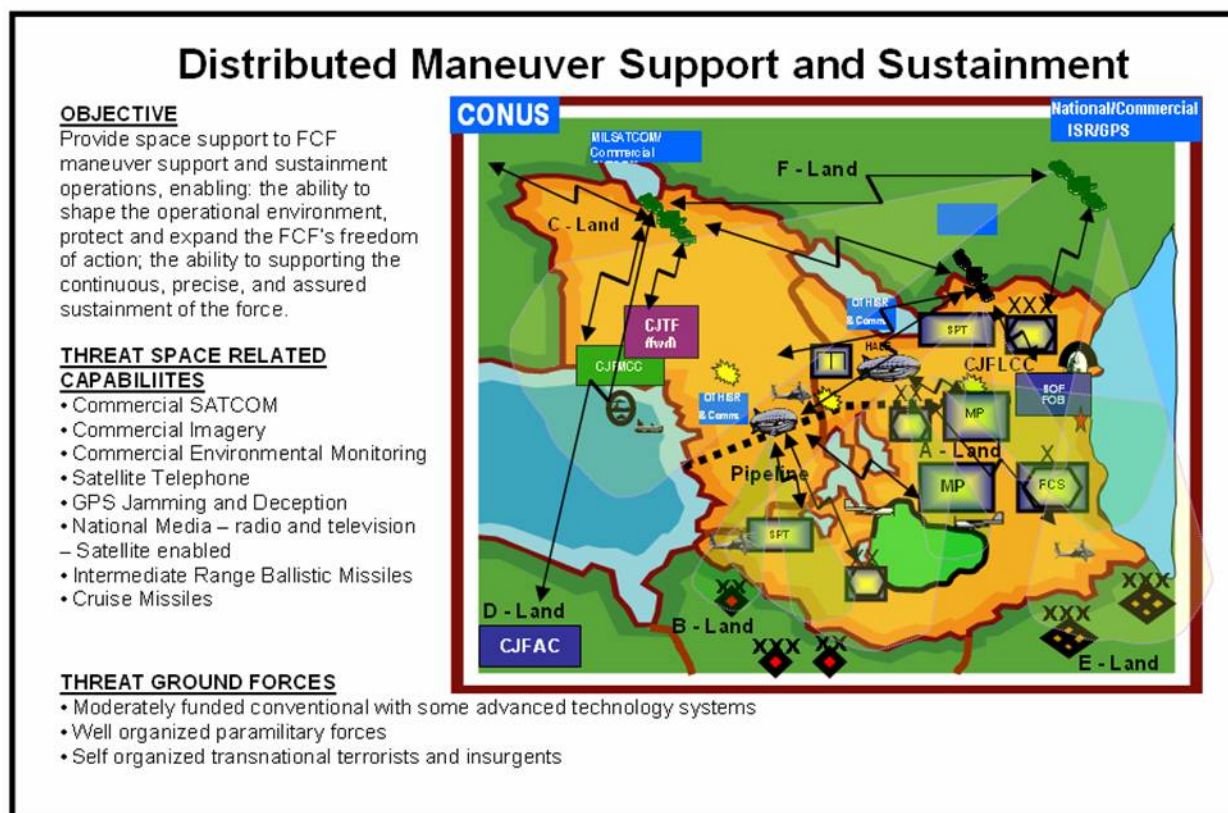 Distributed Maneuver Support and Sustainment
OBJECTIVE
Provide space support to FCF
maneuver support and sustainment
operations, enabling: the ability to
shape the operational environment,
protect and expand the FCF's freedom
of action; the ability to supporting the
continuous, precise, and assured
sustainment of the force.
THREAT SPACE RELATED
CAPABILIITES
• Commercial SATCOM
• Commercial Imagery
• Commercial Environmental Monitoring
• Satellite Telephone
• GPS Jamming and Deception
• National Media – radio and television
– Satellite enabled
• Intermediate Range Ballistic Missiles
• Cruise Missiles
THREAT GROUND FORCES
• Moderately funded conventional with some advanced technology systems
• Well organized paramilitary forces
• Self organized transnational terrorists and insurgents
CONUS
National/Commercial
ISR/GPS
MILSATCOM/
Commercial
F - Land
C - Land
CJTF
(fwd)
CJFMCC
OTHISR
& Comms
HALE
SPT
XXX
CJFLCC
SOF
FOB
T
OTHISR
& Comms
X
MP
A - Land
Pipeline
MP
X
FCS
SPT
XX
D - Land
CJFAC
XX
B - Land
XXX
XX
XXX
XXX
E - Land